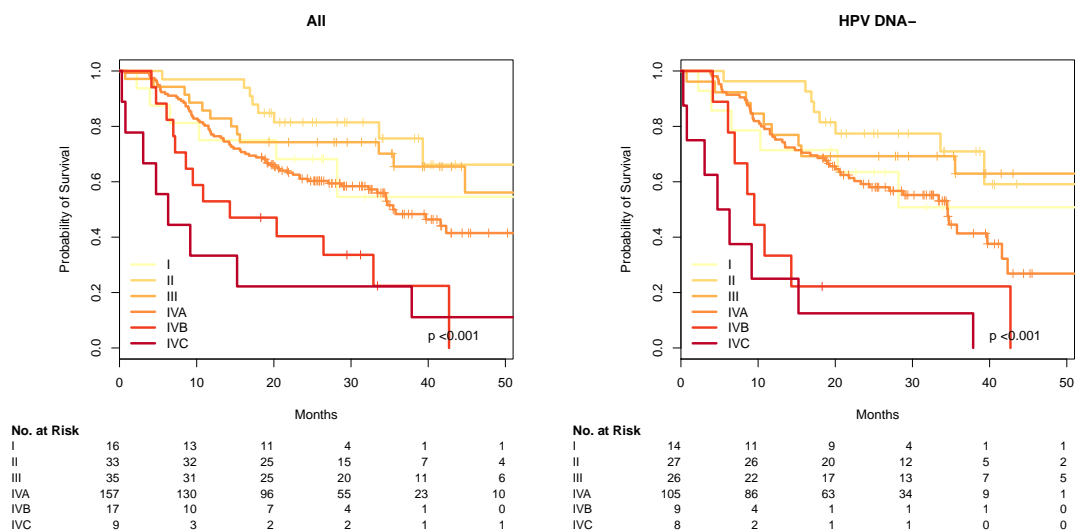 All
Probability of Survival
1.0
0.8
0.6
0.4
0.2
0.0
I
II
III
IVA
IVB
IVC
p <0.001
0 10 20 30 40 50
Months
No. at Risk
I 16 13 11 4 1 1
II 33 32 25 15 7 4
III 35 31 25 20 11 6
IVA 157 130 96 55 23 10
IVB 17 10 7 4 1 0
IVC 9 3 2 2 1 1
HPV DNA−
Probability of Survival
1.0
0.8
0.6
0.4
0.2
0.0
I
II
III
IVA
IVB
IVC
p <0.001
0 10 20 30 40 50
Months
No. at Risk
I 14 11 9 4 1 1
II 27 26 20 12 5 2
III 26 22 17 13 7 5
IVA 105 86 63 34 9 1
IVB 9 4 1 1 1 0
IVC 8 2 1 1 0 0